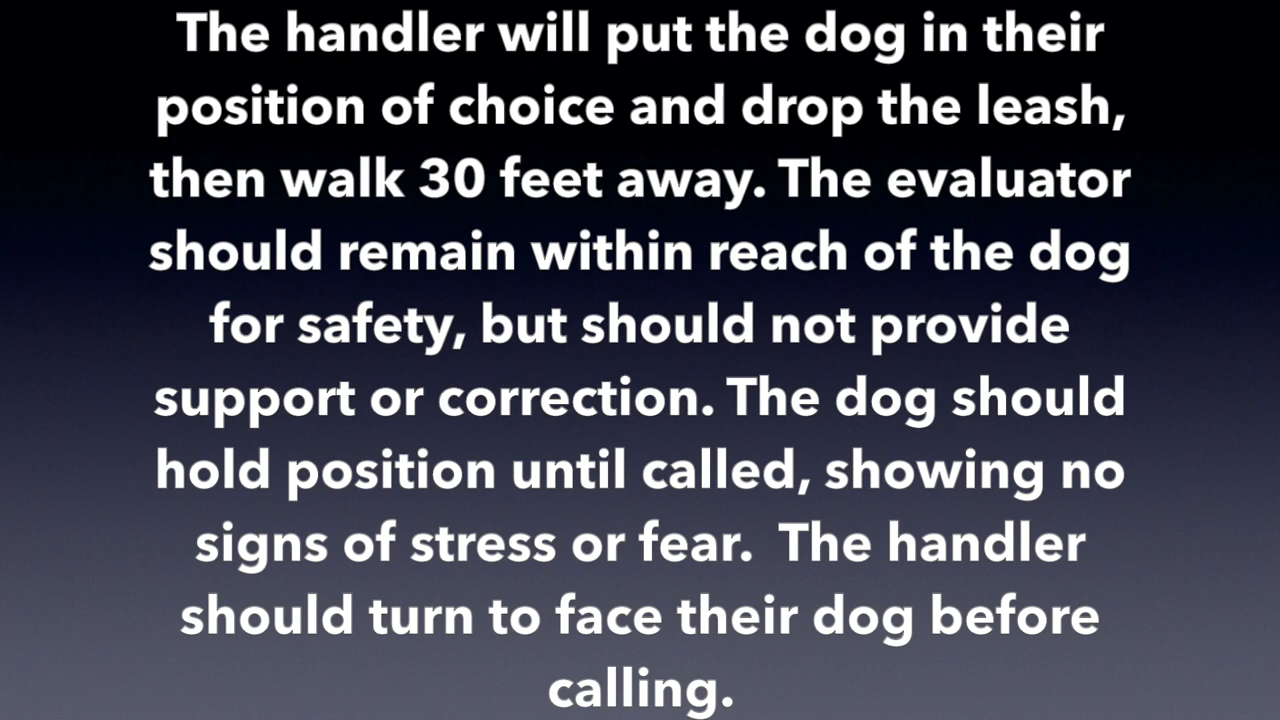 The handler will put the dog in their
position of choice and drop the leash,
then walk 30 feet away. The evaluator
should remain within reach of the dog
for safety, but should not provide
support or correction. The dog should
hold position until called, showing no
signs of stress or fear.  The handler
should turn to face their dog before
calling.